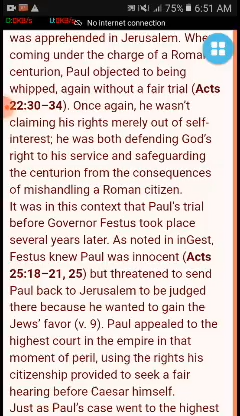 0KB/s 0KB/s 75% 6:51 AM
No internet connection
was apprehended in Jerusalem. When
coming under the charge of a Roman
centurion, Paul objected to being
whipped, again without a fair trial (Acts
22:30–34). Once again, he wasn't
claiming his rights merely out of self-
interest; he was both defending God's
right to his service and safeguarding
the centurion from the consequences
of mishandling a Roman citizen.
It was in this context that Paul's trial
before Governor Festus took place
several years later. As noted in inGest,
Festus knew Paul was innocent (Acts
25:18–21, 25) but threatened to send
Paul back to Jerusalem to be judged
there because he wanted to gain the
Jews' favor (v. 9). Paul appealed to the
highest court in the empire in that
moment of peril, using the rights his
citizenship provided to seek a fair
hearing before Caesar himself.
Just as Paul's case went to the highest